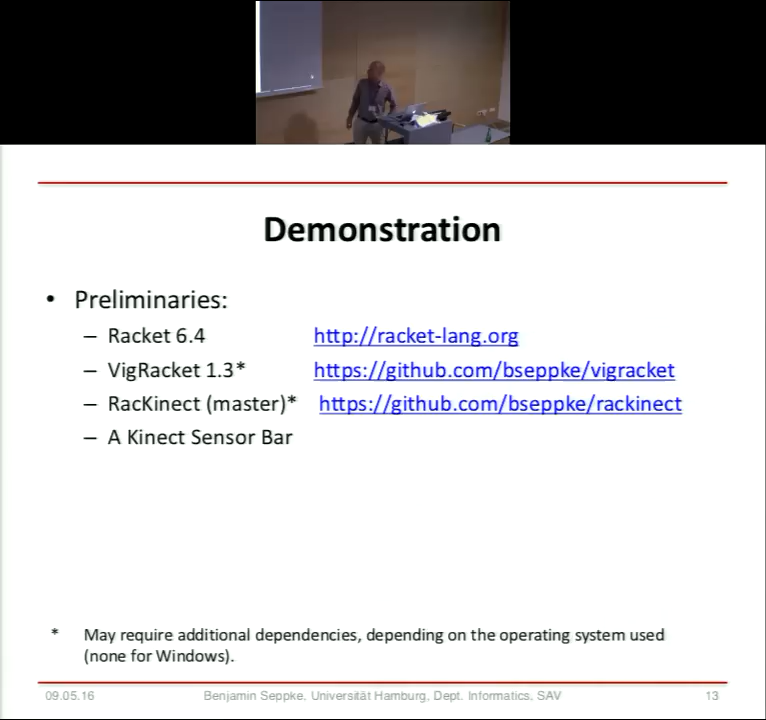 Demonstration
• Preliminaries:
– Racket 6.4 http://racket-lang.org
– VigRacket 1.3* https://github.com/bseppke/vigracket
– RacKinect (master)* https://github.com/bseppke/rackinect
– A Kinect Sensor Bar
* May require additional dependencies, depending on the operating system used
(none for Windows).
09.05.16 Benjamin Seppke, Universität Hamburg, Dept. Informatics, SAV 13